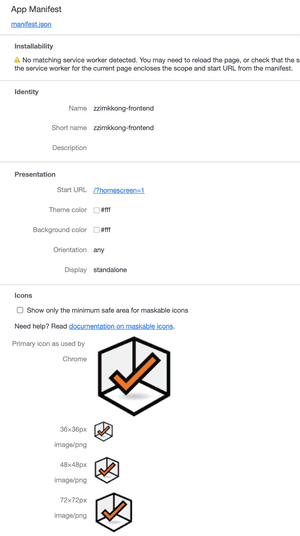 App Manifest
manifest.json
Installability
No matching service worker detected. You may need to reload the page, or check that the s
the service worker for the current page encloses the scope and start URL from the manifest.
Identity
Name zzimkkong-frontend
Short name zzimkkong-frontend
Description
Presentation
Start URL /?homescreen=1
Theme color #fff
Background color #fff
Orientation any
Display standalone
Icons
Show only the minimum safe area for maskable icons
Need help? Read documentation on maskable icons.
Primary icon as used by
Chrome
36×36px
image/png
48×48px
image/png
72×72px
image/png